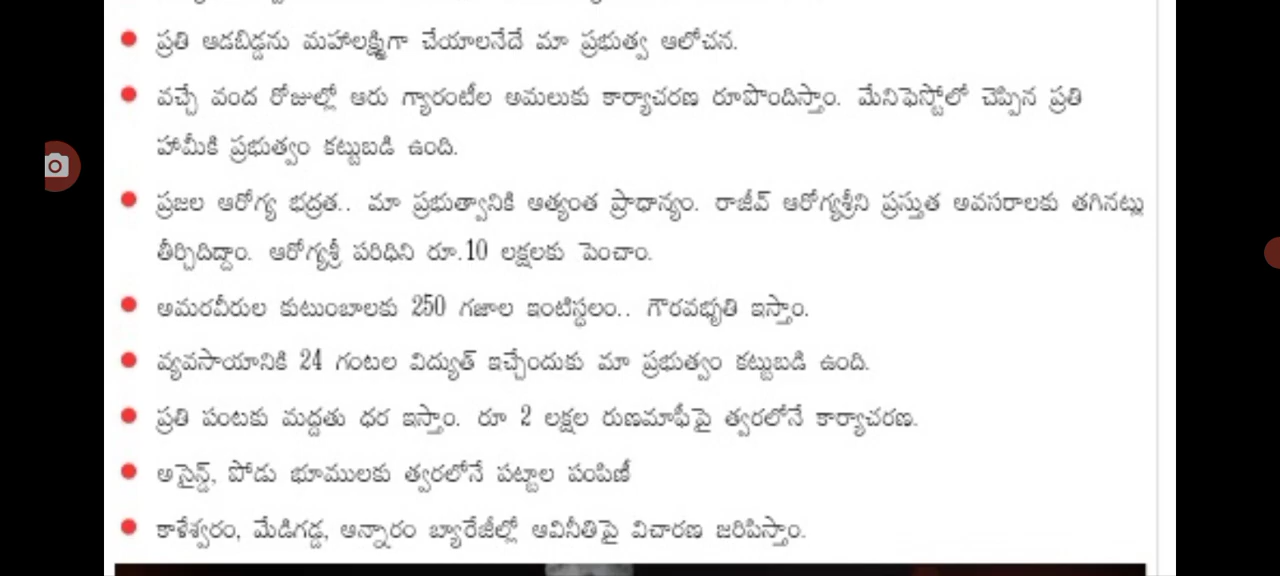 ప్రతి ఆడబిడ్డను మహాలక్ష్మిగా చేయాలనేదే మా ప్రభుత్వ ఆలోచన.
వచ్చే వంద రోజుల్లో ఆరు గ్యారంటీల అమలుకు కార్యాచరణ రూపొందిస్తాం. మేనిఫెస్టోలో చెప్పిన ప్రతి
హామీకి ప్రభుత్వం కట్టుబడి ఉంది.
ప్రజల ఆరోగ్య భద్రత.. మా ప్రభుత్వానికి అత్యంత ప్రాధాన్యం. రాజీవ్ ఆరోగ్యశ్రీని ప్రస్తుత అవసరాలకు తగినట్లు
తీర్చిదిద్దాం. ఆరోగ్యశ్రీ పరిధిని రూ.10 లక్షలకు పెంచాం.
అమరవీరుల కుటుంబాలకు 250 గజాల ఇంటిస్థలం.. గౌరవభృతి ఇస్తాం.
వ్యవసాయానికి 24 గంటల విద్యుత్ ఇచ్చేందుకు మా ప్రభుత్వం కట్టుబడి ఉంది.
ప్రతి పంటకు మద్దతు ధర ఇస్తాం. రూ 2 లక్షల రుణమాఫీపై త్వరలోనే కార్యాచరణ.
అసైన్డ్, పోడు భూములకు త్వరలోనే పట్టాల పంపిణీ
కాళేశ్వరం, మేడిగడ్డ, అన్నారం బ్యారేజీల్లో ఆవినీతిపై విచారణ జరిపిస్తాం.